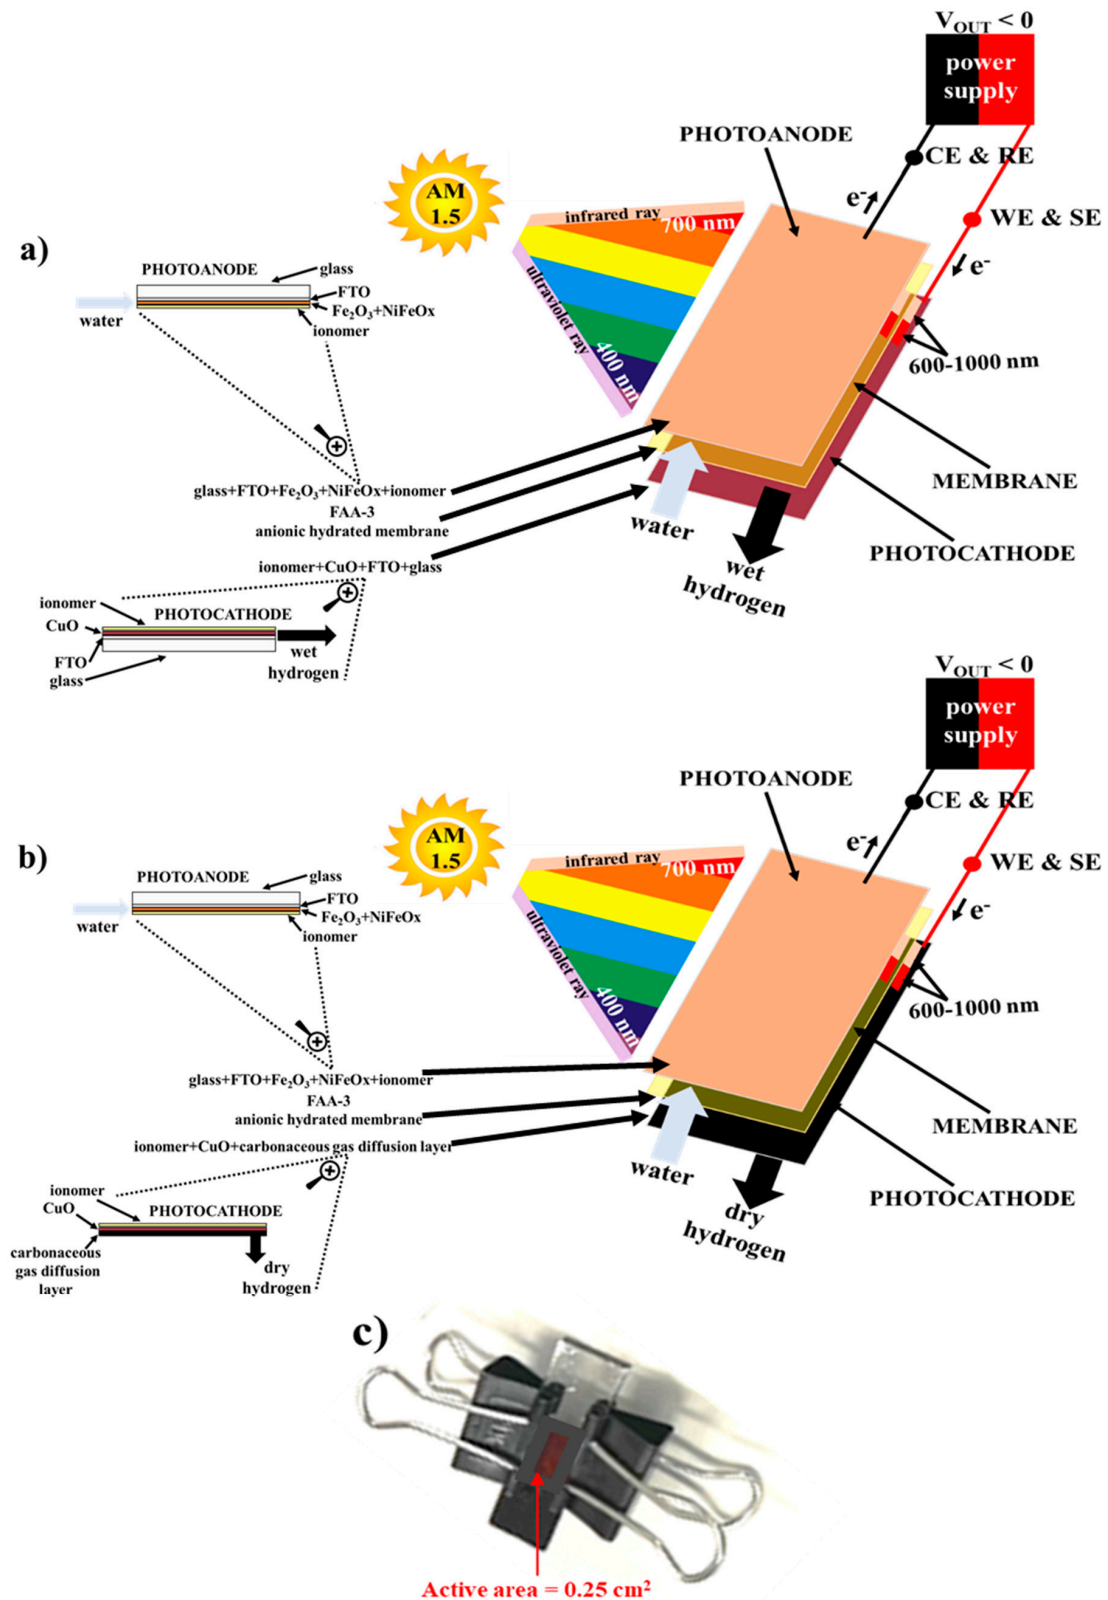 V_OUT < 0
power
supply
PHOTOANODE
CE & RE
e⁻
AM
1.5
infrared ray
700 nm
WE & SE
a)
PHOTOANODE
glass
e⁻
FTO
ultraviolet ray
Fe₂O₃+NiFeOx
water
ionomer
400 nm
600-1000 nm
MEMBRANE
glass+FTO+Fe₂O₃+NiFeOx+ionomer
FAA-3
anionic hydrated membrane
water
PHOTOCATHODE
ionomer+CuO+FTO+glass
wet
hydrogen
ionomer
PHOTOCATHODE
CuO
wet
hydrogen
FTO
glass
V_OUT < 0
power
supply
PHOTOANODE
CE & RE
e⁻
AM
1.5
infrared ray
700 nm
WE & SE
b)
PHOTOANODE
glass
e⁻
FTO
Fe₂O₃+NiFeOx
water
ionomer
ultraviolet ray
400 nm
600-1000 nm
glass+FTO+Fe₂O₃+NiFeOx+ionomer
FAA-3
anionic hydrated membrane
MEMBRANE
ionomer+CuO+carbonaceous gas diffusion layer
water
ionomer
PHOTOCATHODE
CuO
PHOTOCATHODE
dry
hydrogen
carbonaceous
gas diffusion
layer
dry
hydrogen
c)
Active area = 0.25 cm²